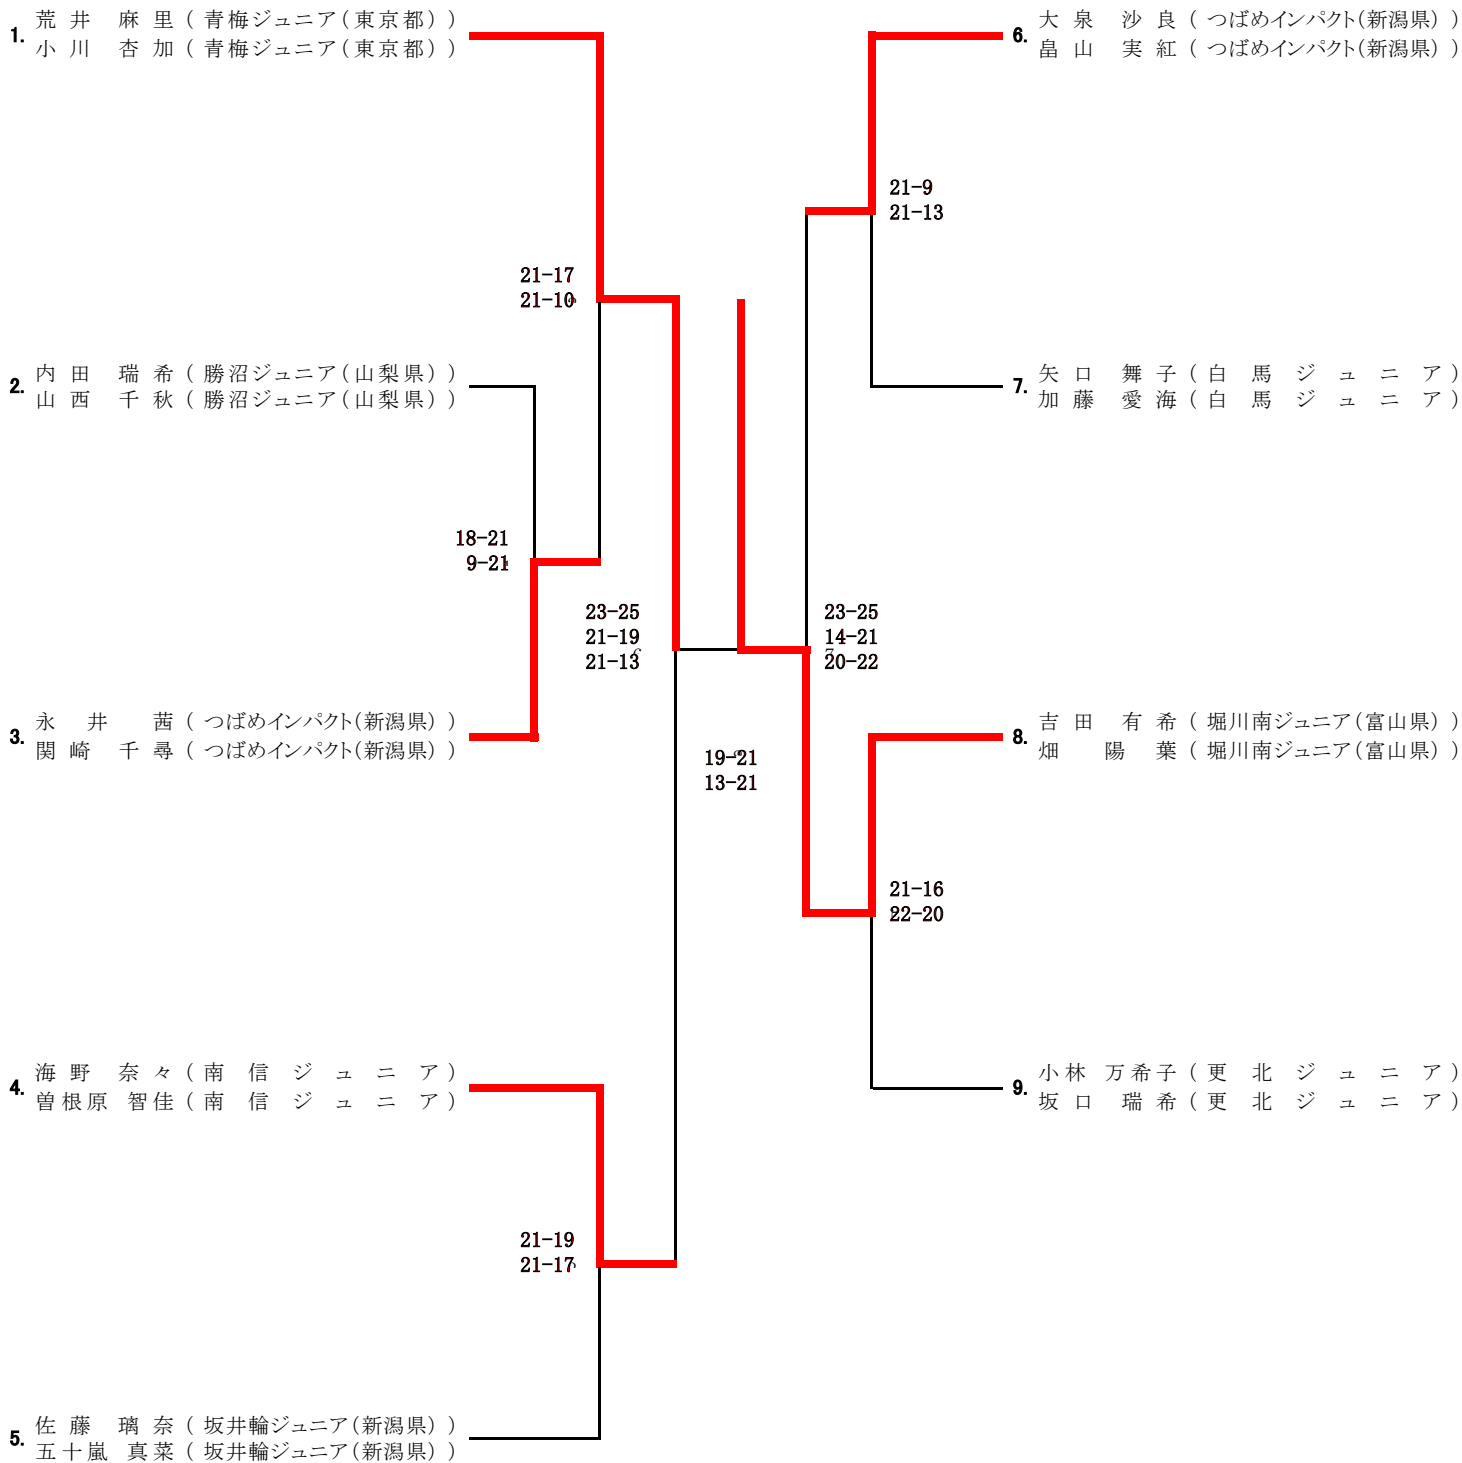 1. 荒井 麻里 ( 青梅ジュニア(東京都) )
小川 杏加 ( 青梅ジュニア(東京都) )
21-17
21-10
2. 内田 瑞希 ( 勝沼ジュニア(山梨県) )
山西 千秋 ( 勝沼ジュニア(山梨県) )
18-21
9-21
3. 永井 茜 ( つばめインパクト(新潟県) )
関崎 千尋 ( つばめインパクト(新潟県) )
23-25
21-19
21-13
4. 海野 奈々 ( 南信ジュニア )
曽根原 智佳 ( 南信ジュニア )
21-19
21-17
5. 佐藤 璃奈 ( 坂井輪ジュニア(新潟県) )
五十嵐 真菜 ( 坂井輪ジュニア(新潟県) )
19-21
13-21
6. 大泉 沙良 ( つばめインパクト(新潟県) )
畠山 実紅 ( つばめインパクト(新潟県) )
21-9
21-13
7. 矢口 舞子 ( 白馬ジュニア )
加藤 愛海 ( 白馬ジュニア )
23-25
14-21
20-22
8. 吉田 有希 ( 堀川南ジュニア(富山県) )
畑 陽葉 ( 堀川南ジュニア(富山県) )
21-16
22-20
9. 小林 万希子 ( 更北ジュニア )
坂口 瑞希 ( 更北ジュニア )